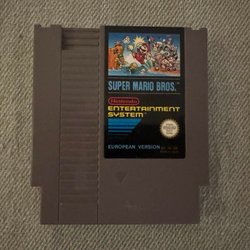 SUPER MARIO BROS.
Nintendo
ENTERTAINMENT
SYSTEM
EUROPEAN VERSION